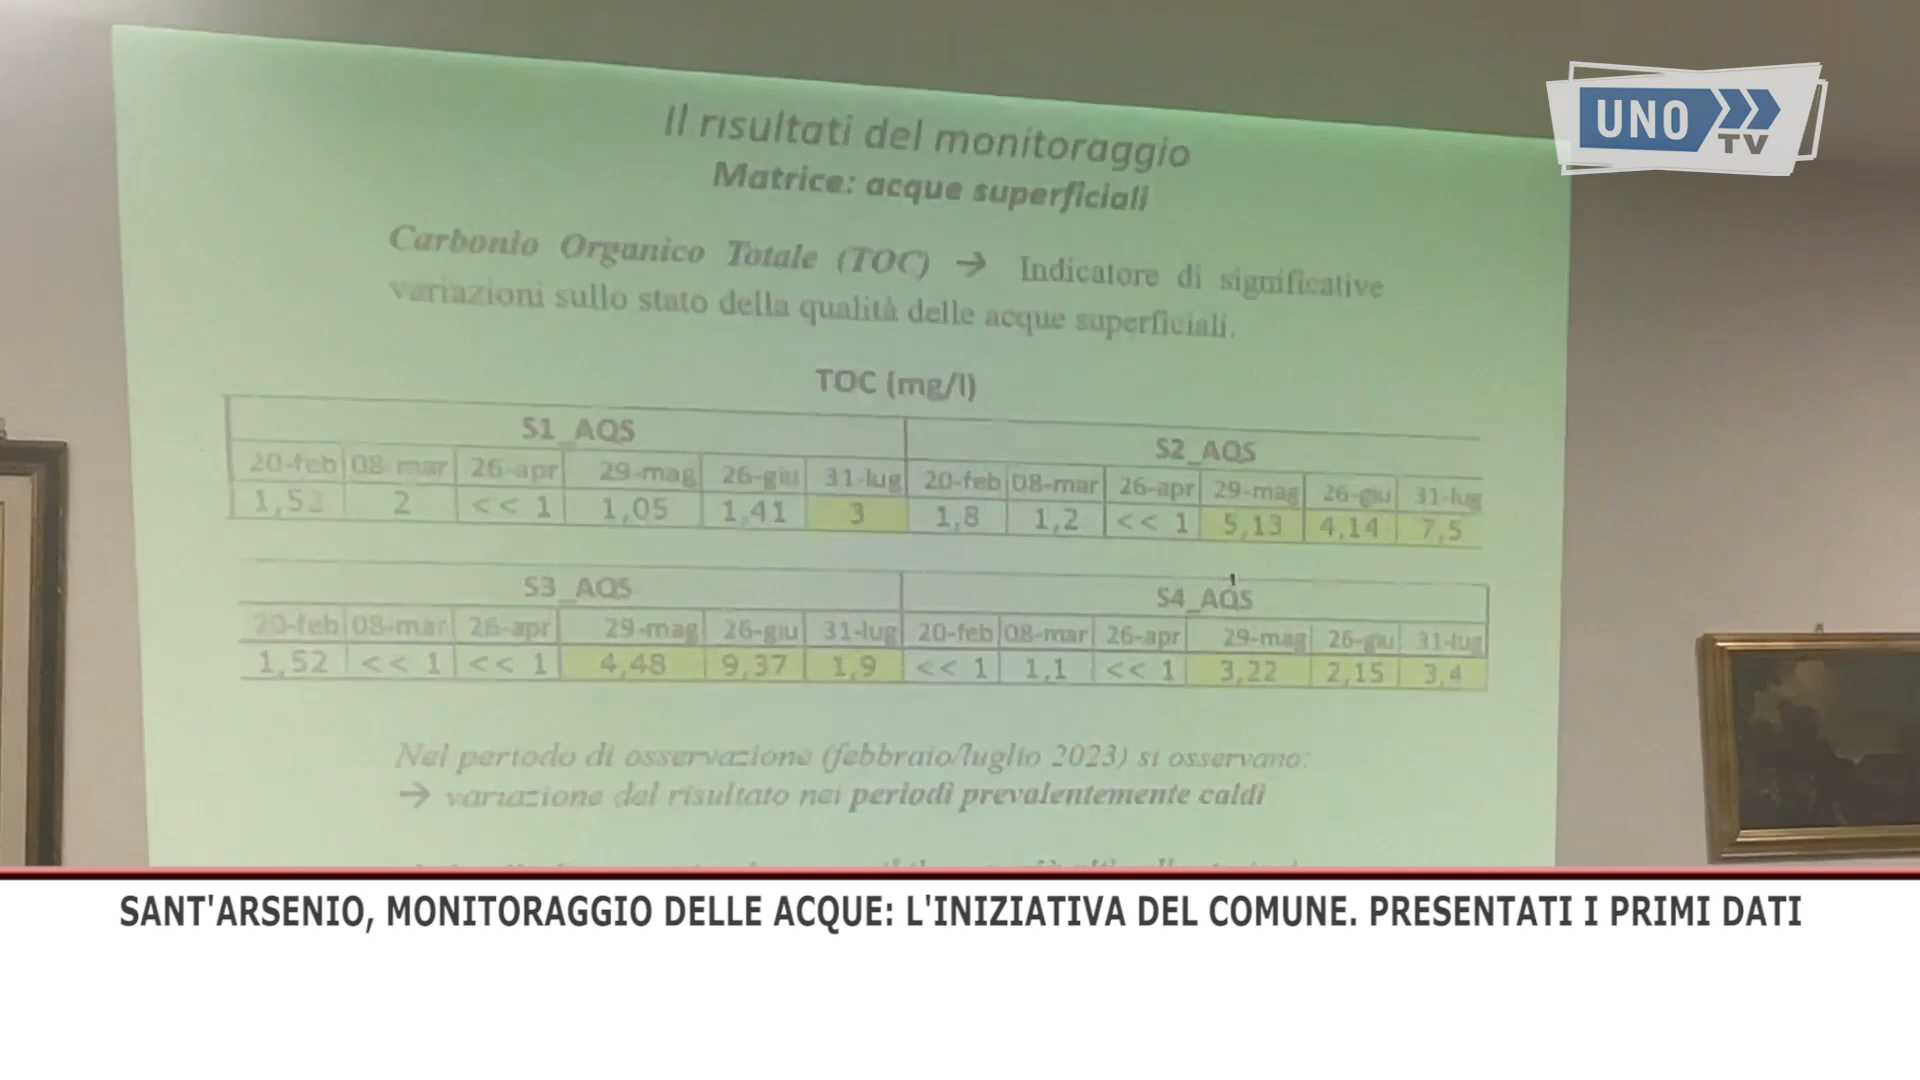 UNO
TV
Il risultati del monitoraggio
Matrice: acque superficiali
Carbonio Organico Totale (TOC) → Indicatore di significative
variazioni sullo stato della qualità delle acque superficiali.
TOC (mg/l)
S1_AQS S2_AQS
20-feb 08-mar 26-apr 29-mag 26-giu 31-lug 20-feb 08-mar 26-apr 29-mag 26-giu 31-lug
1,52 2 << 1 1,05 1,41 3 1,8 1,2 << 1 5,13 4,14 7,5
S3_AQS S4_AQS
20-feb 08-mar 26-apr 29-mag 26-giu 31-lug 20-feb 08-mar 26-apr 29-mag 26-giu 31-lug
1,52 << 1 << 1 4,48 9,37 1,9 << 1 1,1 << 1 3,22 2,15 3,4
Nel periodo di osservazione (febbraio/luglio 2023) si osservano:
→ variazione del risultato nei periodi prevalentemente caldi
SANT'ARSENIO, MONITORAGGIO DELLE ACQUE: L'INIZIATIVA DEL COMUNE. PRESENTATI I PRIMI DATI